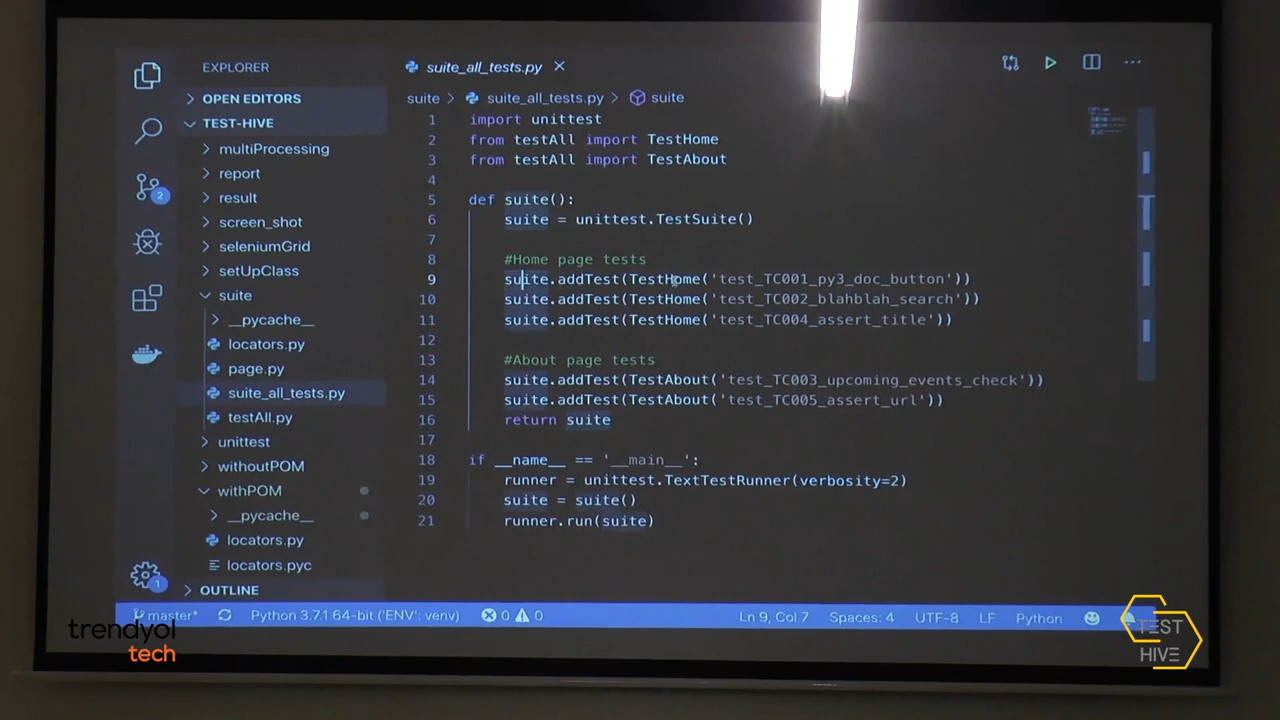 EXPLORER
OPEN EDITORS
TEST-HIVE
multiProcessing
report
result
screen_shot
seleniumGrid
setUpClass
suite
__pycache__
locators.py
page.py
suite_all_tests.py
testAll.py
unittest
withoutPOM
withPOM
__pycache__
locators.py
locators.pyc
OUTLINE
2
1
suite_all_tests.py
suite > suite_all_tests.py > suite
1 import unittest
2 from testAll import TestHome
3 from testAll import TestAbout
4
5 def suite():
6 suite = unittest.TestSuite()
7
8 #Home page tests
9 suite.addTest(TestHome('test_TC001_py3_doc_button'))
10 suite.addTest(TestHome('test_TC002_blahblah_search'))
11 suite.addTest(TestHome('test_TC004_assert_title'))
12
13 #About page tests
14 suite.addTest(TestAbout('test_TC003_upcoming_events_check'))
15 suite.addTest(TestAbout('test_TC005_assert_url'))
16 return suite
17
18 if __name__ == '__main__':
19 runner = unittest.TextTestRunner(verbosity=2)
20 suite = suite()
21 runner.run(suite)
master* Python 3.7.1 64-bit ('ENV': venv) 0 0 Ln 9, Col 7 Spaces: 4 UTF-8 LF Python
trendyol
tech
TEST
HIVE